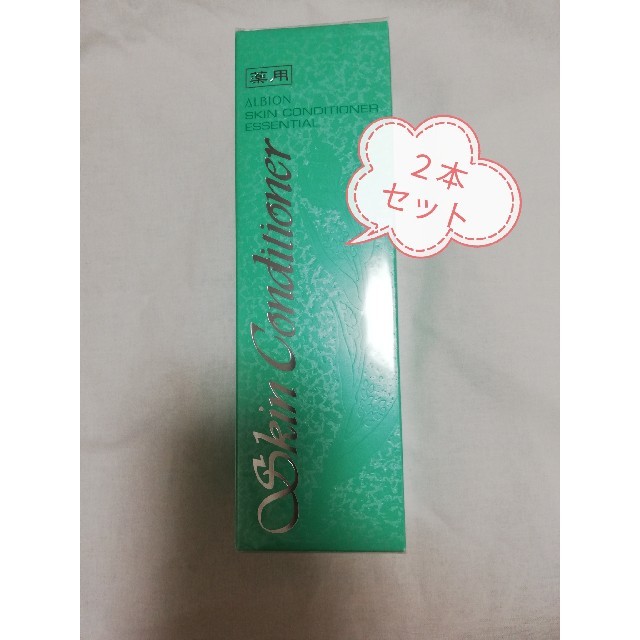 薬用
ALBION
SKIN CONDITIONER
ESSENTIAL
Skin Conditioner
2本
セット